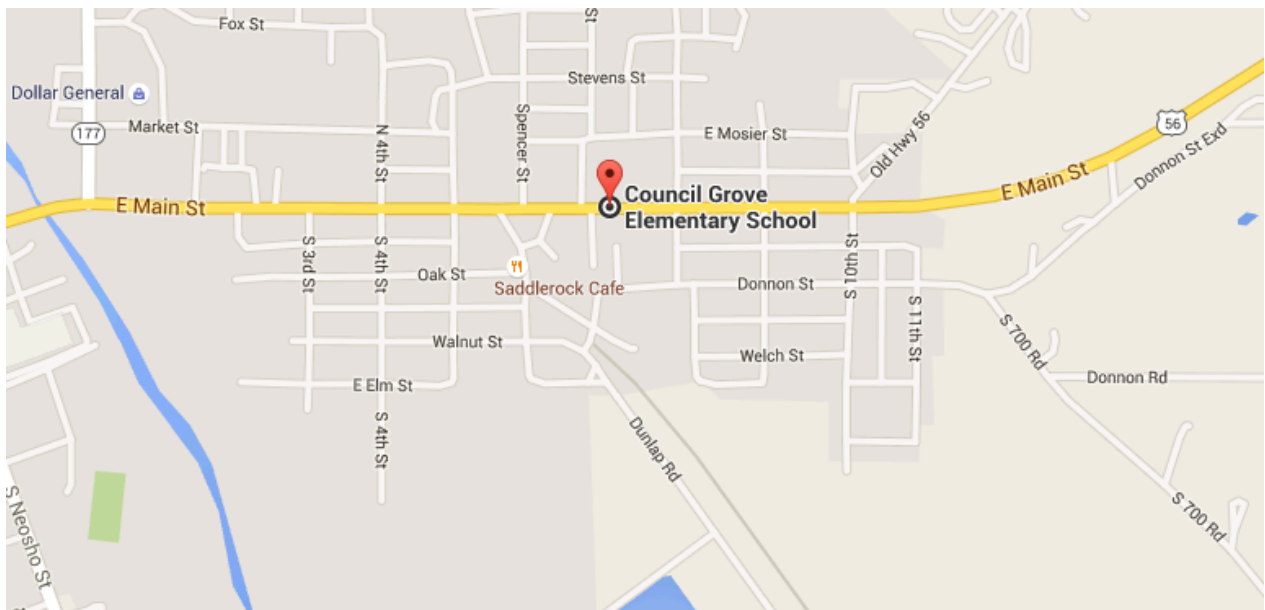 Fox St
St
Stevens St
Dollar General
Spencer St
56
Market St
177
N 4th St
E Mosier St
Old Hwy 56
Donnon St Exd
E Main St
Council Grove
Elementary School
E Main St
S 3rd St
S 4th St
Oak St
Saddlerock Cafe
Donnon St
S 10th St
S 11th St
S 700 Rd
Walnut St
Welch St
E Elm St
Donnon Rd
S 4th St
Dunlap Rd
S Neosho St
S 700 Rd